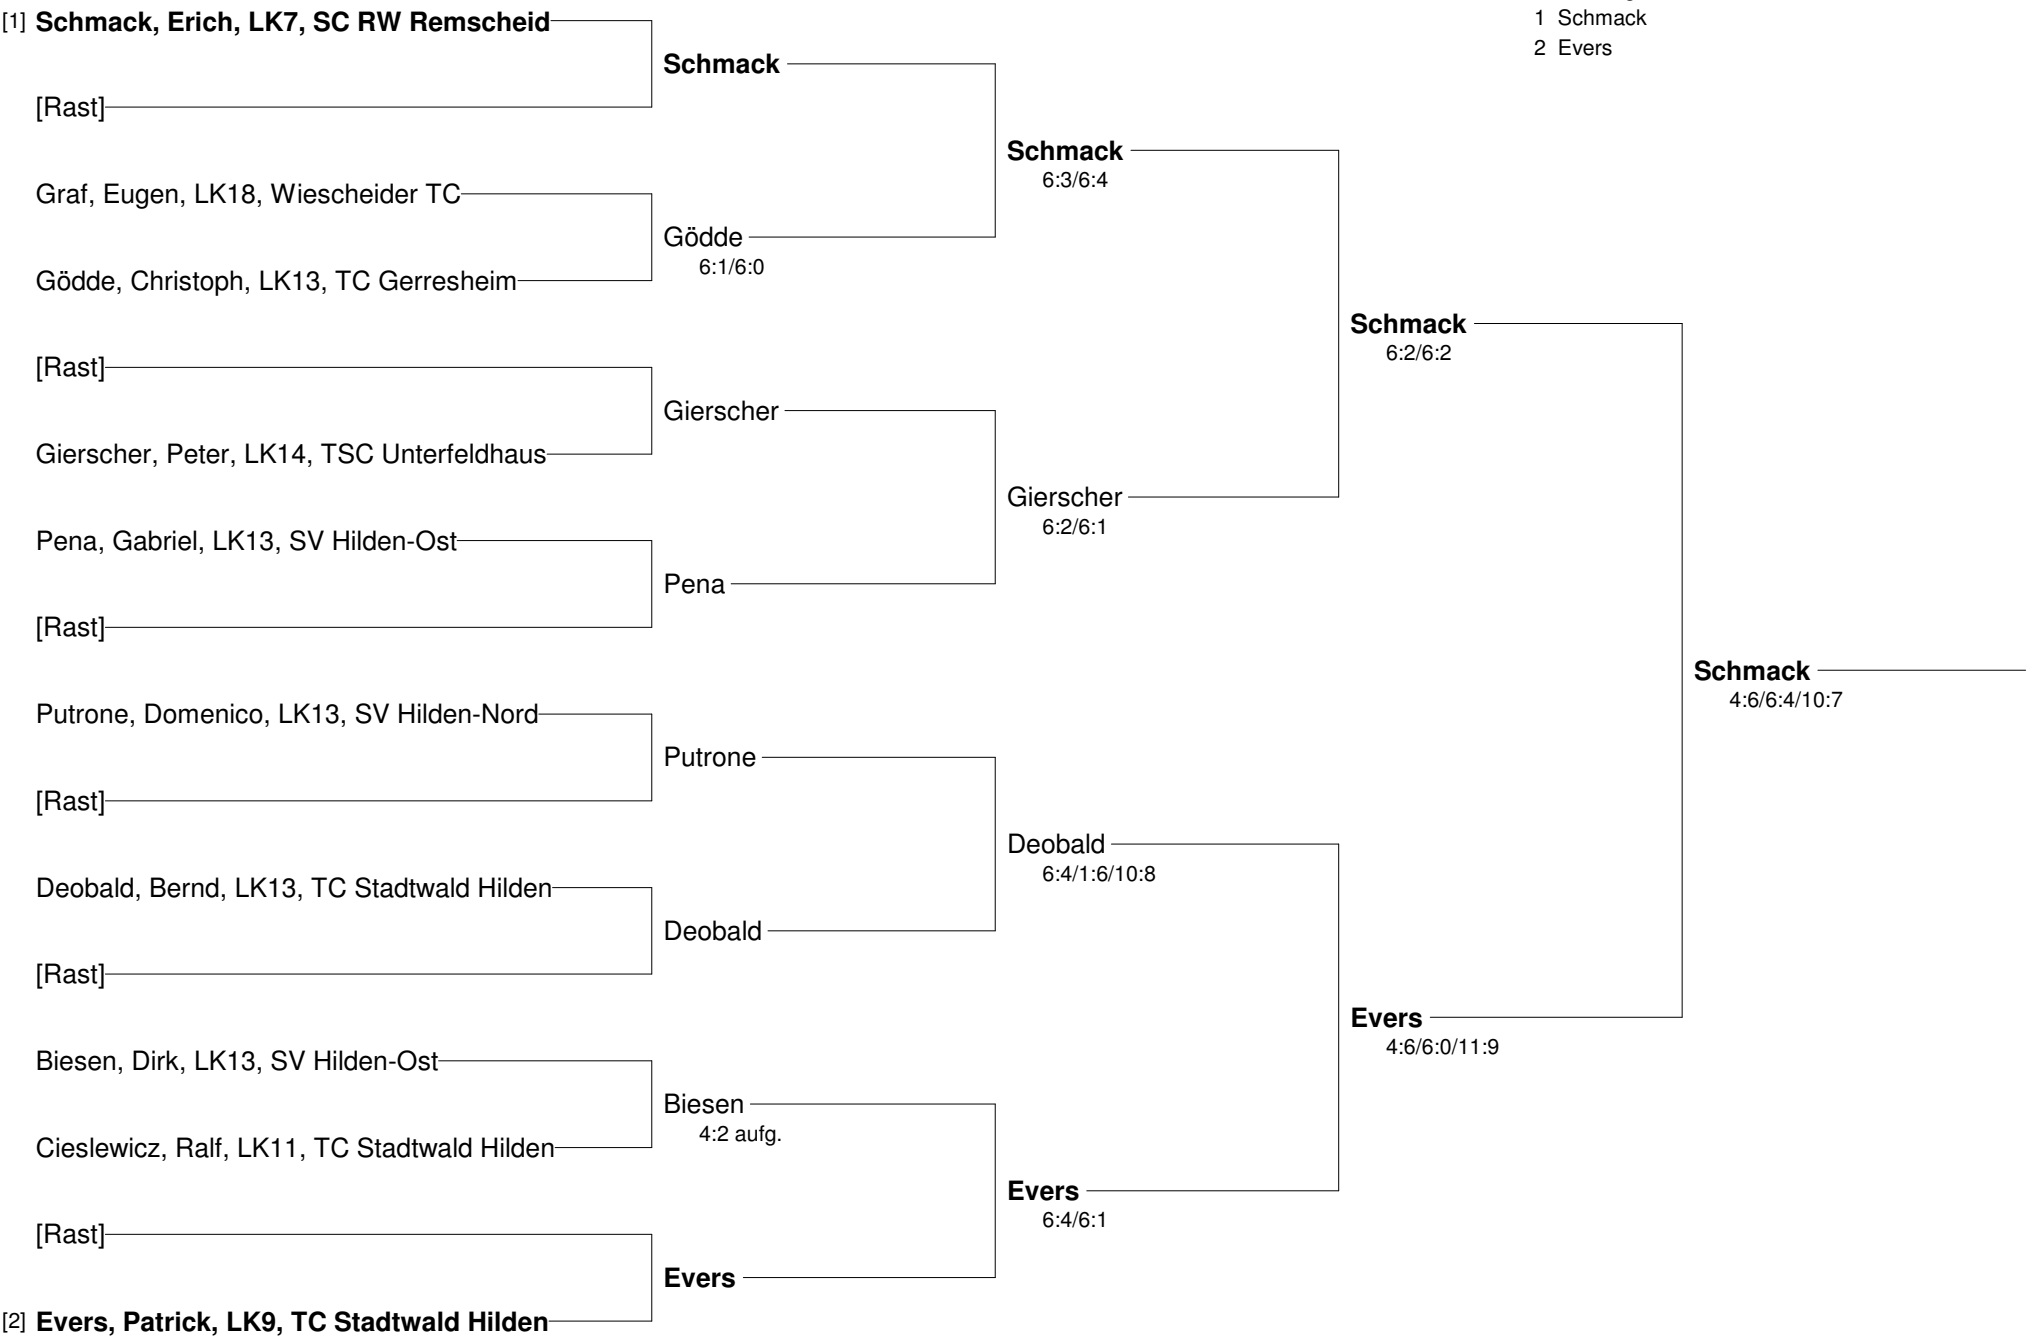 1 Schmack
2 Evers
[1] Schmack, Erich, LK7, SC RW Remscheid
[Rast]
Graf, Eugen, LK18, Wiescheider TC
Gödde, Christoph, LK13, TC Gerresheim
[Rast]
Gierscher, Peter, LK14, TSC Unterfeldhaus
Pena, Gabriel, LK13, SV Hilden-Ost
[Rast]
Putrone, Domenico, LK13, SV Hilden-Nord
[Rast]
Deobald, Bernd, LK13, TC Stadtwald Hilden
[Rast]
Biesen, Dirk, LK13, SV Hilden-Ost
Cieslewicz, Ralf, LK11, TC Stadtwald Hilden
[Rast]
[2] Evers, Patrick, LK9, TC Stadtwald Hilden
Schmack
Gödde
6:1/6:0
Gierscher
Pena
Putrone
Deobald
Biesen
4:2 aufg.
Evers
Schmack
6:3/6:4
Gierscher
6:2/6:1
Deobald
6:4/1:6/10:8
Evers
6:4/6:1
Schmack
6:2/6:2
Evers
4:6/6:0/11:9
Schmack
4:6/6:4/10:7